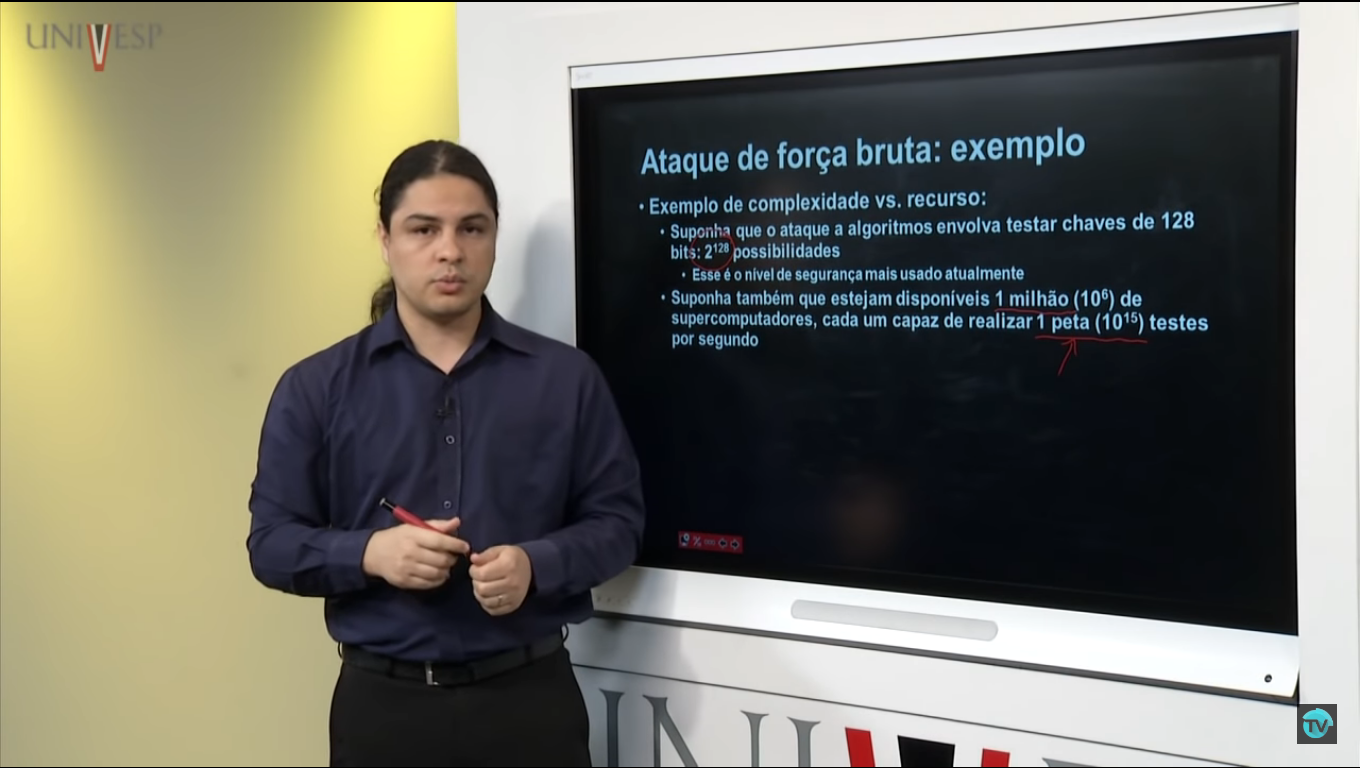 UNIVESP
Ataque de força bruta: exemplo
• Exemplo de complexidade vs. recurso:
• Suponha que o ataque a algoritmos envolva testar chaves de 128
bits: 2¹²⁸ possibilidades
• Esse é o nível de segurança mais usado atualmente
• Suponha também que estejam disponíveis 1 milhão (10⁶) de
supercomputadores, cada um capaz de realizar 1 peta (10¹⁵) testes
por segundo
UNIV
TV